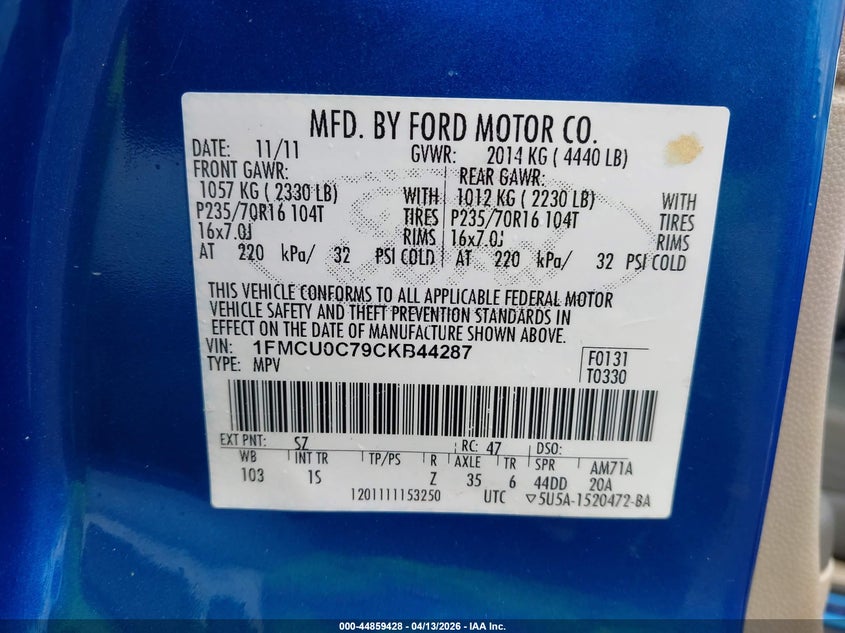 MFD. BY FORD MOTOR CO.
DATE: 11/11 GVWR: 2014 KG ( 4440 LB)
FRONT GAWR: REAR GAWR:
1057 KG ( 2330 LB) WITH 1012 KG ( 2230 LB) WITH
P235/70R16 104T TIRES P235/70R16 104T TIRES
16x7.0J RIMS 16x7.0J RIMS
AT 220 kPa/ 32 PSI COLD AT 220 kPa/ 32 PSI COLD
THIS VEHICLE CONFORMS TO ALL APPLICABLE FEDERAL MOTOR
VEHICLE SAFETY AND THEFT PREVENTION STANDARDS IN
EFFECT ON THE DATE OF MANUFACTURE SHOWN ABOVE.
VIN: 1FMCU0C79CKB44287 F0131
TYPE: MPV T0330
EXT PNT: SZ RC: 47 DSO:
WB INT TR TP/PS R AXLE TR SPR AM71A
103 1S Z 35 6 44DD 20A
1201111153250 UTC ▽5U5A-1520472-BA
000-44859428 - 04/13/2026 - IAA Inc.